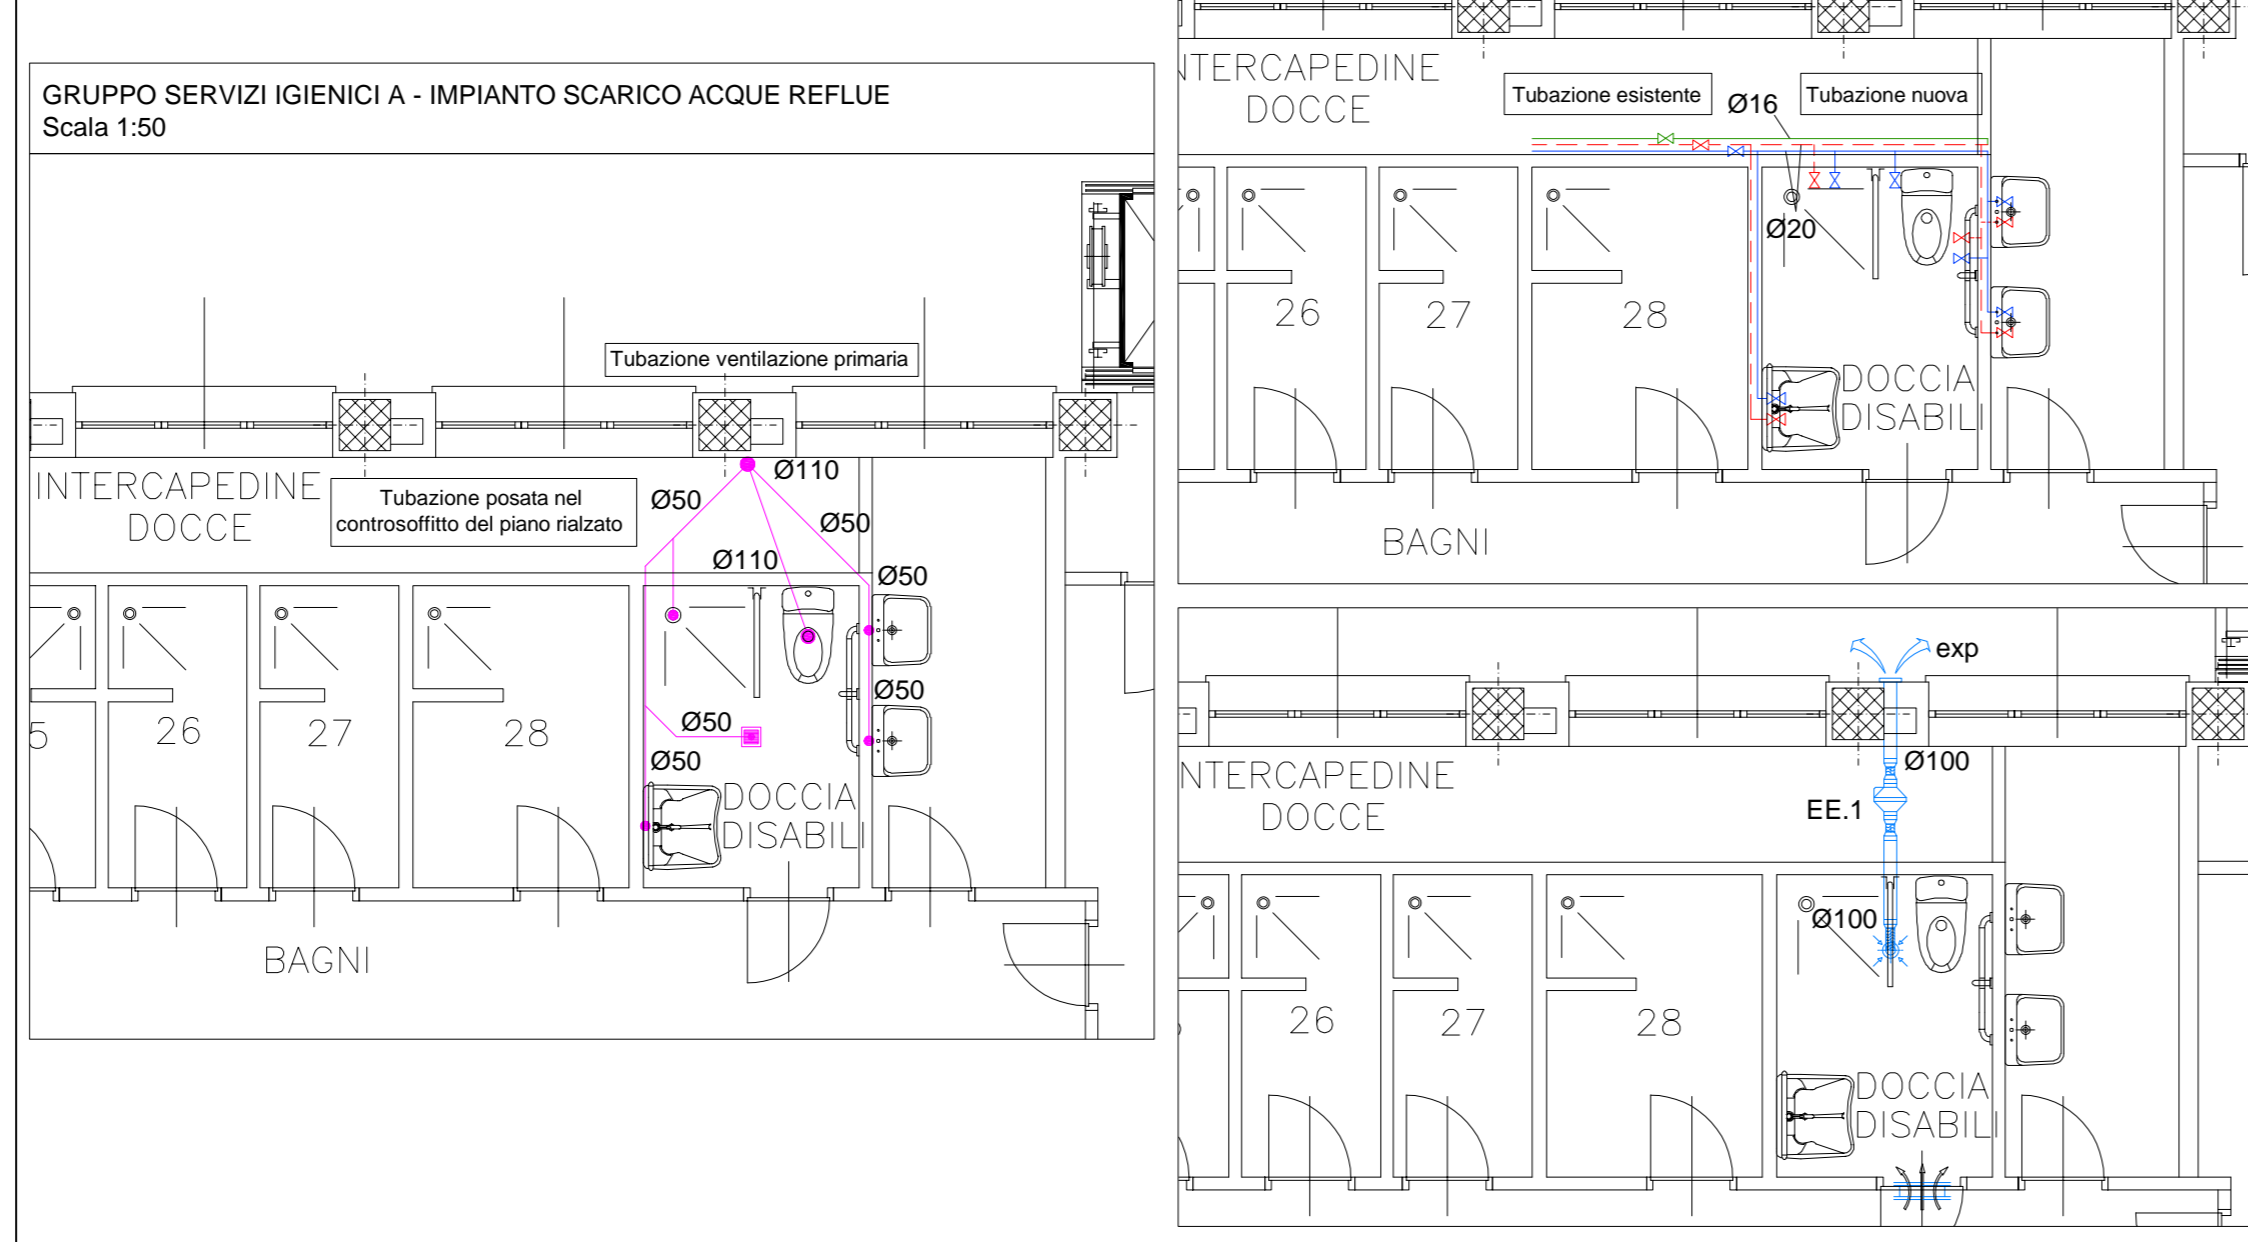 GRUPPO SERVIZI IGIENICI A - IMPIANTO SCARICO ACQUE REFLUE
Scala 1:50
Tubazione ventilazione primaria
INTERCAPEDINE
DOCCE
Tubazione posata nel
controsoffitto del piano rialzato
Ø50
Ø110
Ø50
Ø110
Ø50
Ø50
Ø50
Ø50
5
26
27
28
DOCCIA
DISABILI
BAGNI
NTERCAPEDINE
DOCCE
Tubazione esistente
Ø16
Tubazione nuova
Ø20
26
27
28
DOCCIA
DISABILI
BAGNI
exp
NTERCAPEDINE
DOCCE
Ø100
EE.1
Ø100
26
27
28
DOCCIA
DISABILI